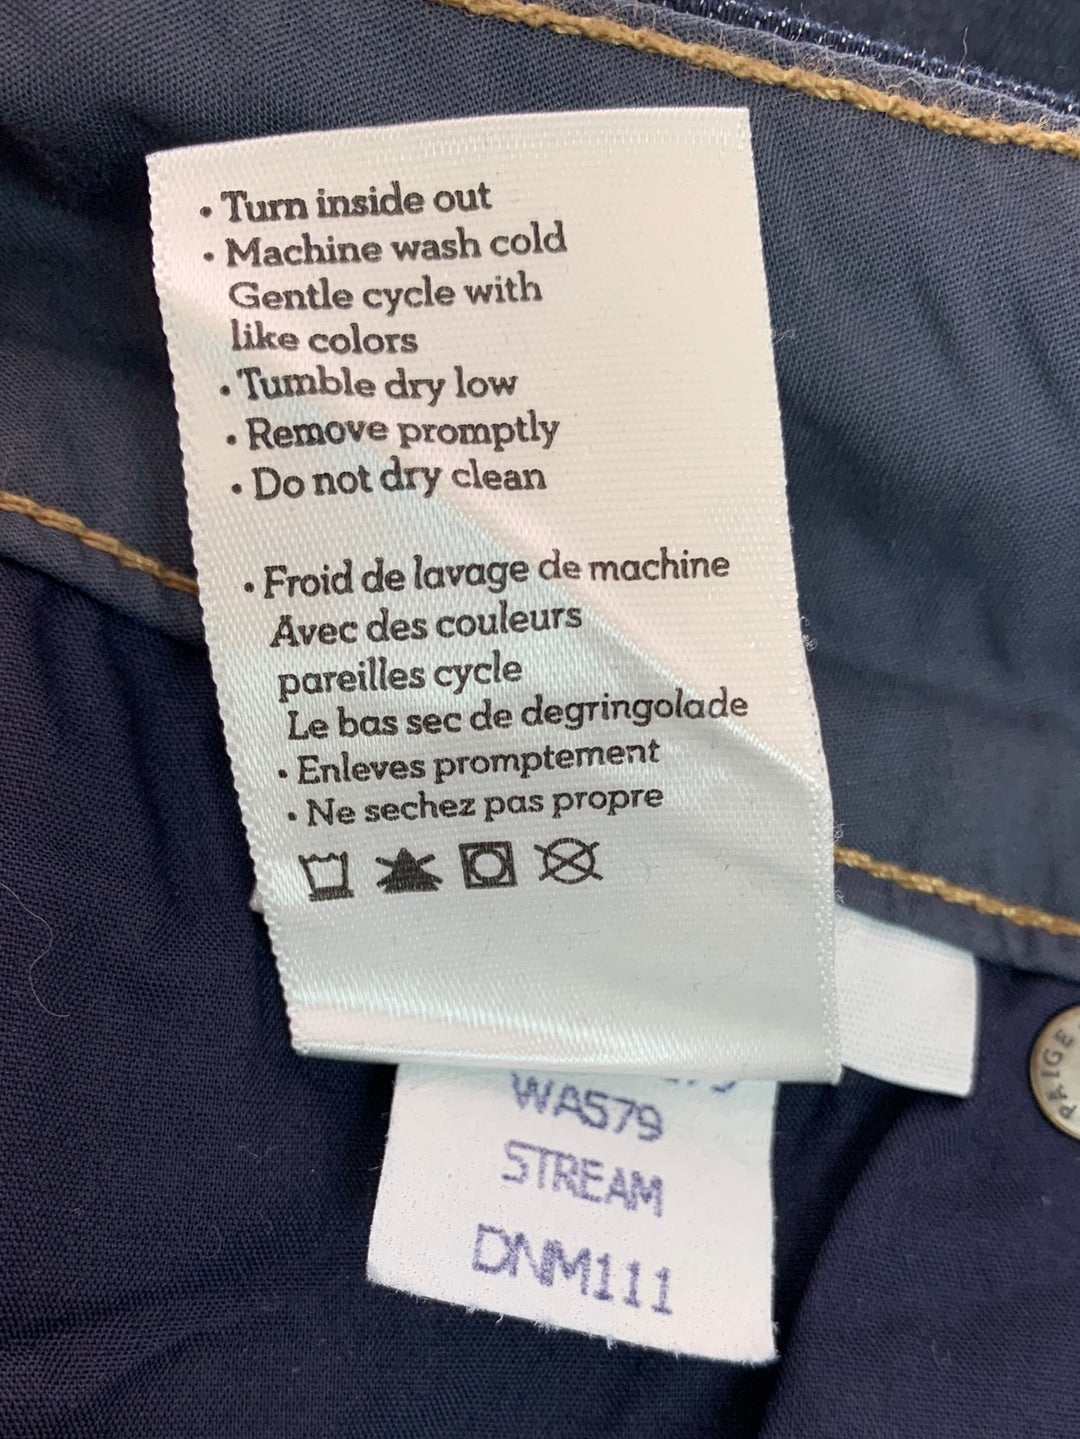 • Turn inside out
• Machine wash cold
Gentle cycle with
like colors
• Tumble dry low
• Remove promptly
• Do not dry clean
• Froid de lavage de machine
Avec des couleurs
pareilles cycle
Le bas sec de degringolade
• Enleves promptement
• Ne sechez pas propre
WA579
STREAM
DNM111
PAIGE